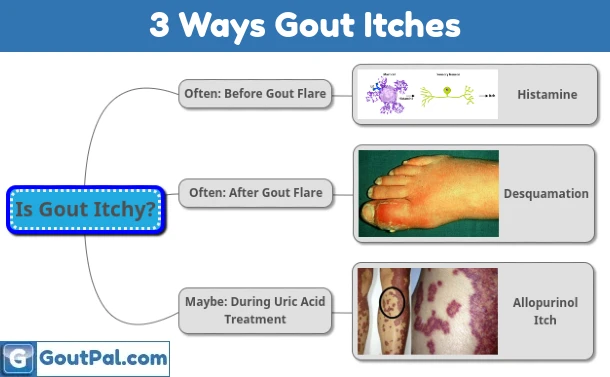 3 Ways Gout Itches
Often: Before Gout Flare
Histamine
Is Gout Itchy?
Often: After Gout Flare
Desquamation
Maybe: During Uric Acid
Treatment
Allopurinol
Itch
G
GoutPal.com